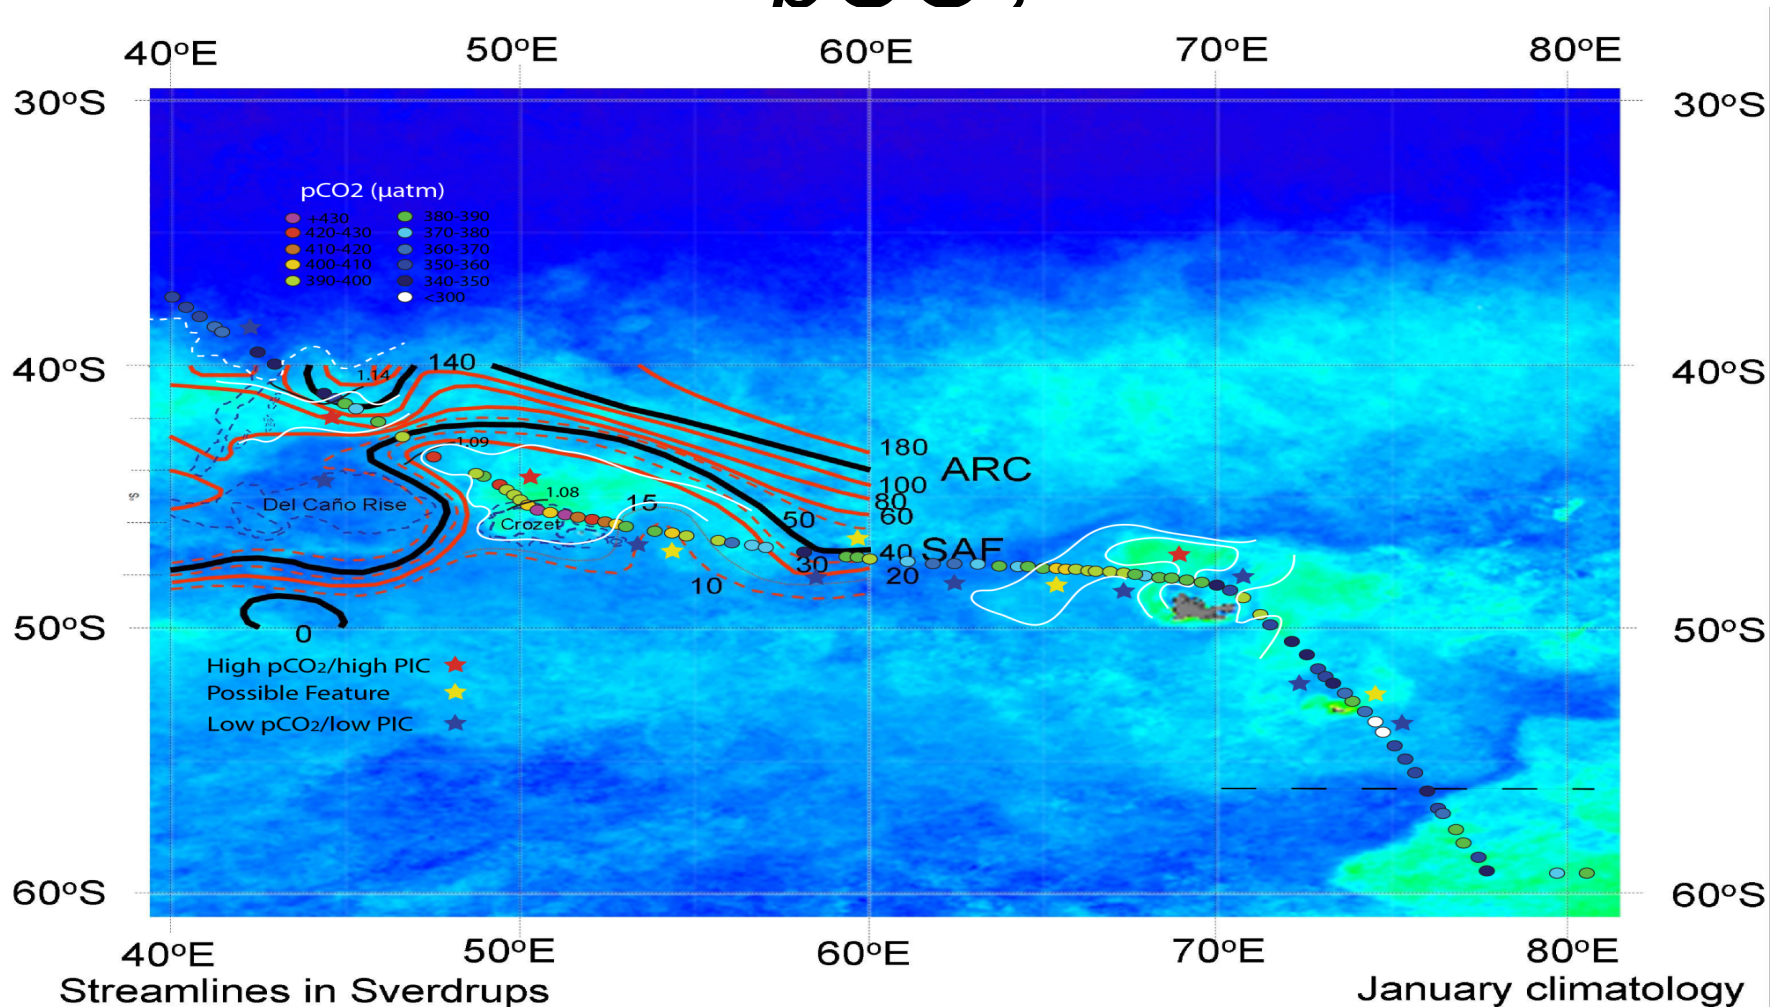 40°E 50°E 60°E 70°E 80°E
30°S 30°S
pCO2 (µatm)
+430 380-390
420-430 370-380
410-420 360-370
400-410 350-360
390-400 340-350
<300
40°S 140 40°S
1.14
1.09 180
ARC
100
1.08 80
Del Caño Rise 15 60
Crozet 50
40 SAF
30 20
10
50°S 0 50°S
High pCO2/high PIC
Possible Feature
Low pCO2/low PIC
60°S 60°S
40°E 50°E 60°E 70°E 80°E
Streamlines in Sverdrups January climatology